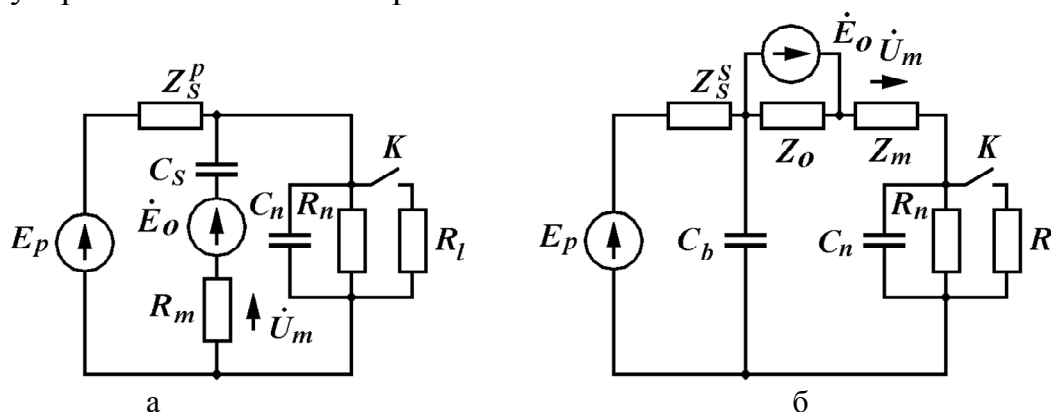 Z_S^p
C_S
Ė_o
C_n
R_n
K
E_p
R_l
R_m
U̇_m
а
Ė_o
U̇_m
Z_S^s
Z_o
Z_m
K
R_n
E_p
C_b
C_n
R
б